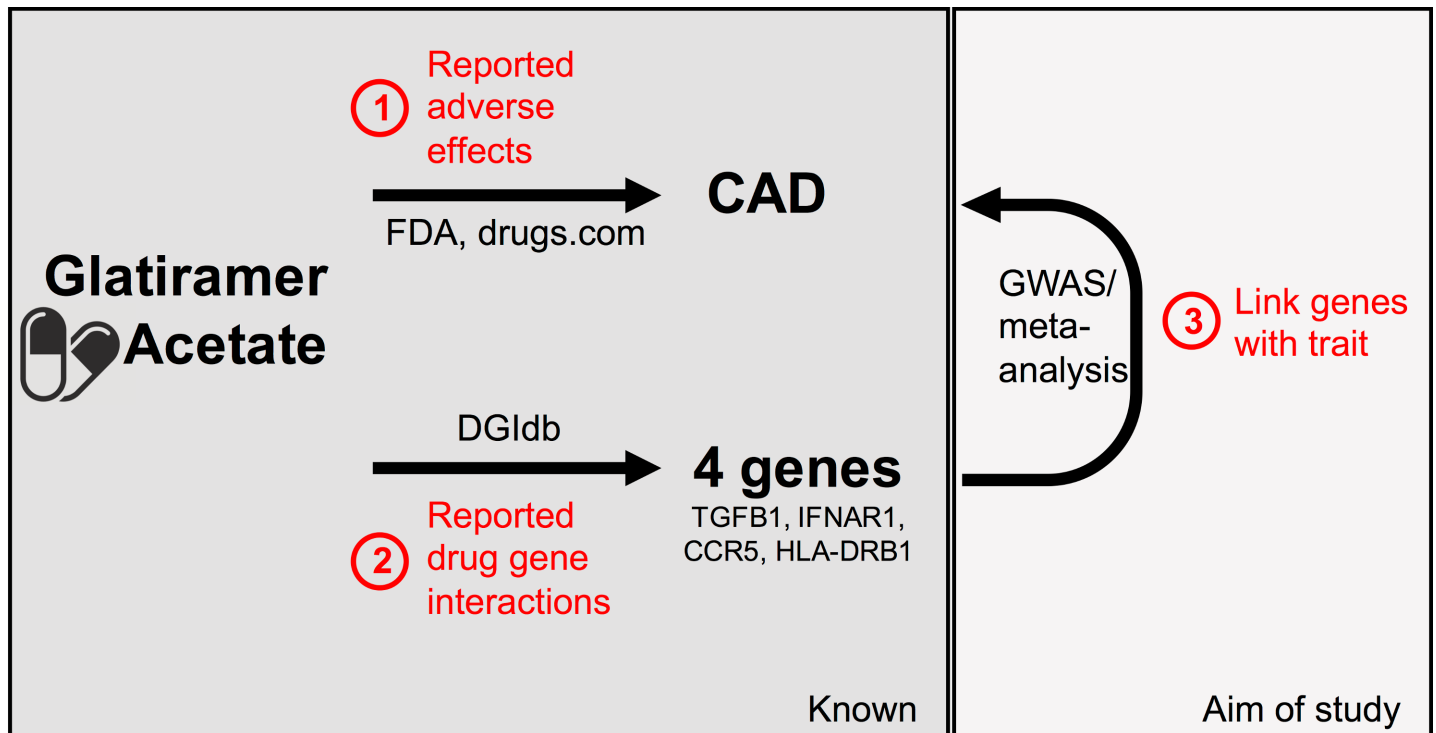 1
Reported
adverse
effects
FDA, drugs.com
CAD
Glatiramer
Acetate
DGIdb
2
Reported
drug gene
interactions
4 genes
TGFB1, IFNAR1,
CCR5, HLA-DRB1
Known
GWAS/
meta-
analysis
3
Link genes
with trait
Aim of study